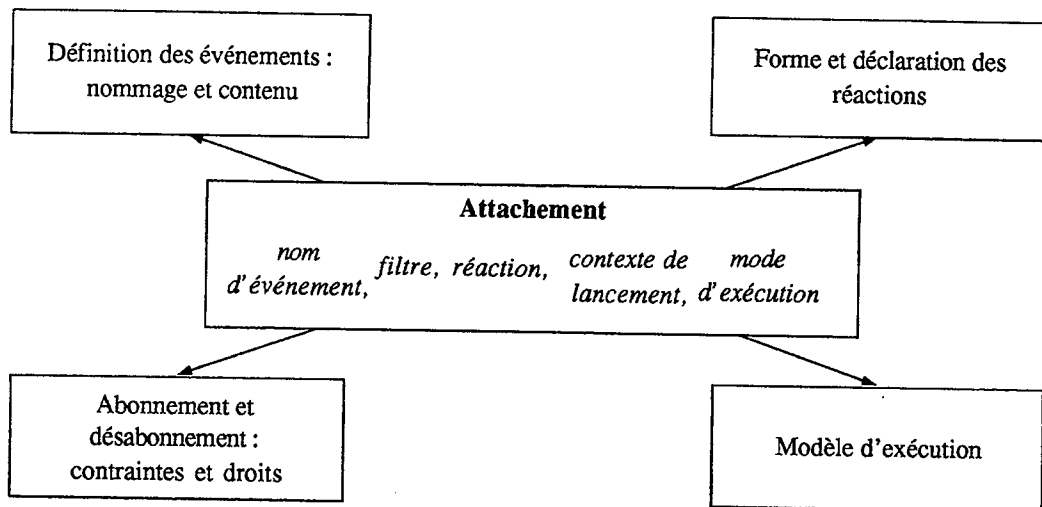 Définition des événements :
nommage et contenu
Forme et déclaration des
réactions
Attachement
nom
d'événement,
filtre, réaction,
contexte de
lancement,
mode
d'exécution
Abonnement et
désabonnement :
contraintes et droits
Modèle d'exécution